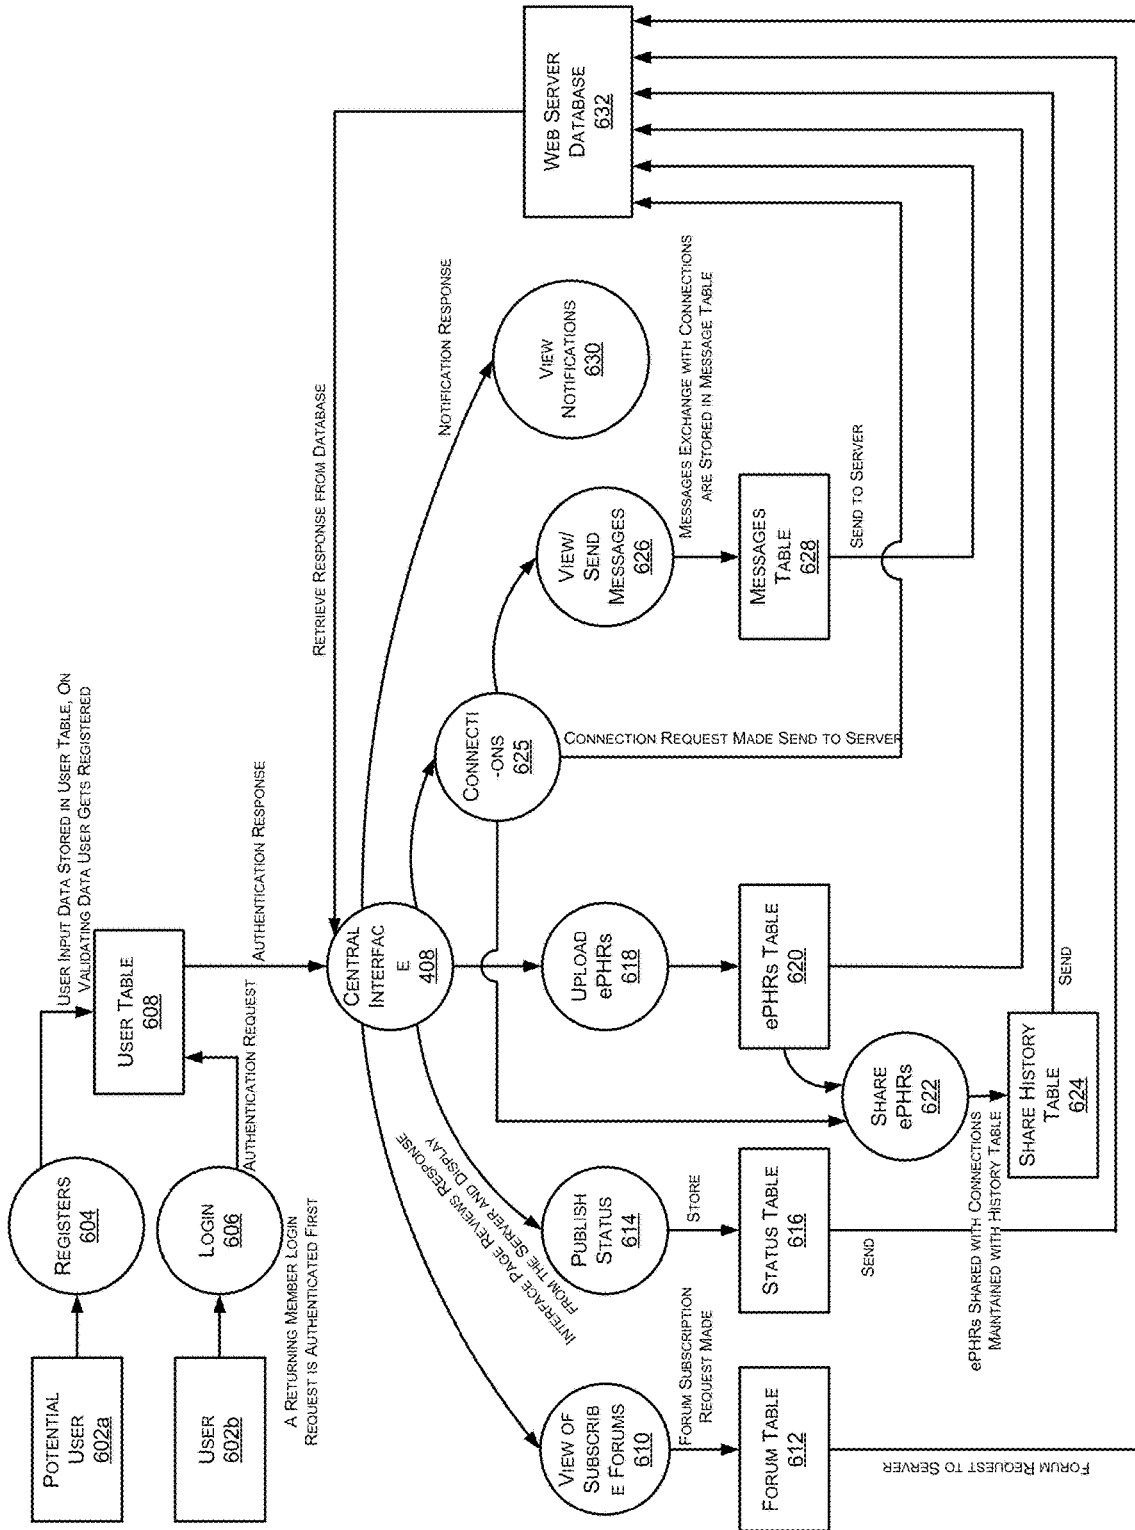 POTENTIAL
USER
602a
REGISTERS
604
USER INPUT DATA STORED IN USER TABLE, ON
VALIDATING DATA USER GETS REGISTERED
USER
602b
LOGIN
606
A RETURNING MEMBER LOGIN
REQUEST IS AUTHENTICATED FIRST
AUTHENTICATION REQUEST
USER TABLE
608
AUTHENTICATION RESPONSE
RETRIEVE RESPONSE FROM DATABASE
CENTRAL
INTERFAC
E
408
NOTIFICATION RESPONSE
INTERFACE PAGE REVIEWS RESPONSE
FROM THE SERVER AND DISPLAY
VIEW OF
SUBSCRIB
E FORUMS
610
PUBLISH
STATUS
614
UPLOAD
ePHRs
618
CONNECTI
-ONS
625
VIEW/
SEND
MESSAGES
626
VIEW
NOTIFICATIONS
630
WEB SERVER
DATABASE
632
FORUM SUBSCRIPTION
REQUEST MADE
STORE
CONNECTION REQUEST MADE SEND TO SERVER
MESSAGES EXCHANGE WITH CONNECTIONS
ARE STORED IN MESSAGE TABLE
FORUM TABLE
612
STATUS TABLE
616
ePHRs TABLE
620
MESSAGES
TABLE
628
SEND TO SERVER
SEND
SHARE
ePHRs
622
FORUM REQUEST TO SERVER
ePHRs SHARED WITH CONNECTIONS
MAINTAINED WITH HISTORY TABLE
SHARE HISTORY
TABLE
624
SEND